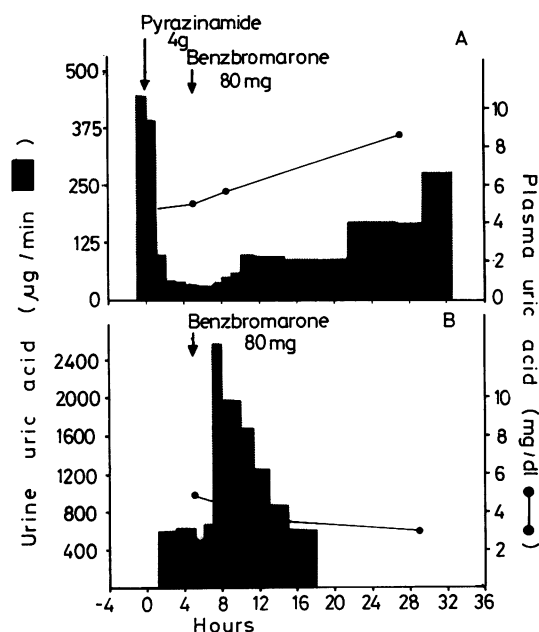 Pyrazinamide
4g
A
Benzbromarone
80 mg
500
375
250
125
0
10
8
6
4
2
0
Benzbromarone
80 mg
B
2400
2000
1600
1200
800
400
10
8
6
4
2
-4 0 4 8 12 16 20 24 28 32 36
Hours
Urine uric acid (µg/min )
Plasma uric acid (mg/dl )